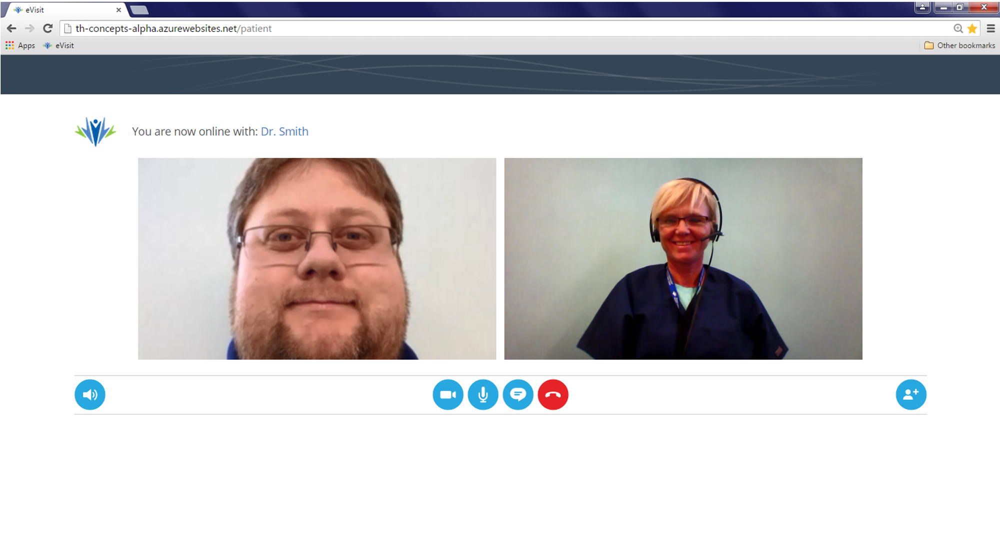 eVisit
th-concepts-alpha.azurewebsites.net/patient
Apps eVisit Other bookmarks
You are now online with: Dr. Smith